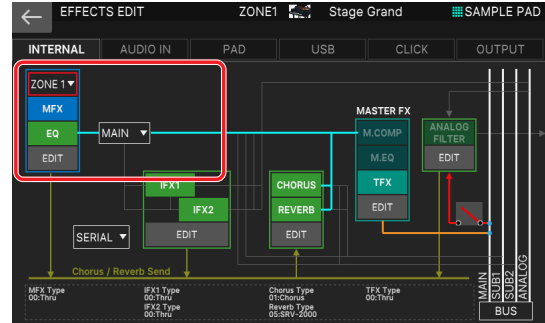 EFFECTS EDIT ZONE1 Stage Grand SAMPLE PAD
INTERNAL AUDIO IN PAD USB CLICK OUTPUT
ZONE 1▼
MFX
EQ
EDIT
MAIN ▼
MASTER FX
M.COMP
M.EQ
TFX
EDIT
ANALOG
FILTER
EDIT
IFX1
IFX2
EDIT
SERIAL ▼
CHORUS
REVERB
EDIT
Chorus / Reverb Send
MFX Type
00:Thru
IFX1 Type
00:Thru
IFX2 Type
00:Thru
Chorus Type
01:Chorus
Reverb Type
05:SRV-2000
TFX Type
00:Thru
MAIN
SUB1
SUB2
ANALOG
BUS